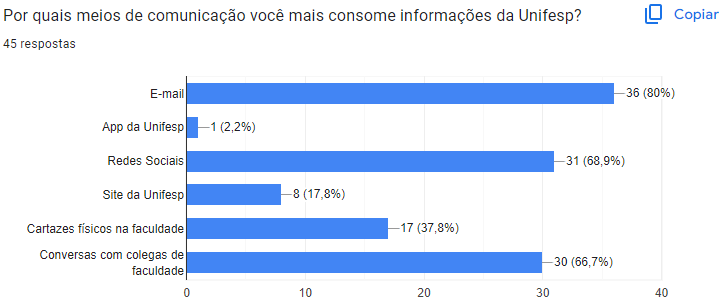 Por quais meios de comunicação você mais consome informações da Unifesp?
Copiar
45 respostas
E-mail
36 (80%)
App da Unifesp
1 (2,2%)
Redes Sociais
31 (68,9%)
Site da Unifesp
8 (17,8%)
Cartazes físicos na faculdade
17 (37,8%)
Conversas com colegas de
faculdade
30 (66,7%)
0
10
20
30
40